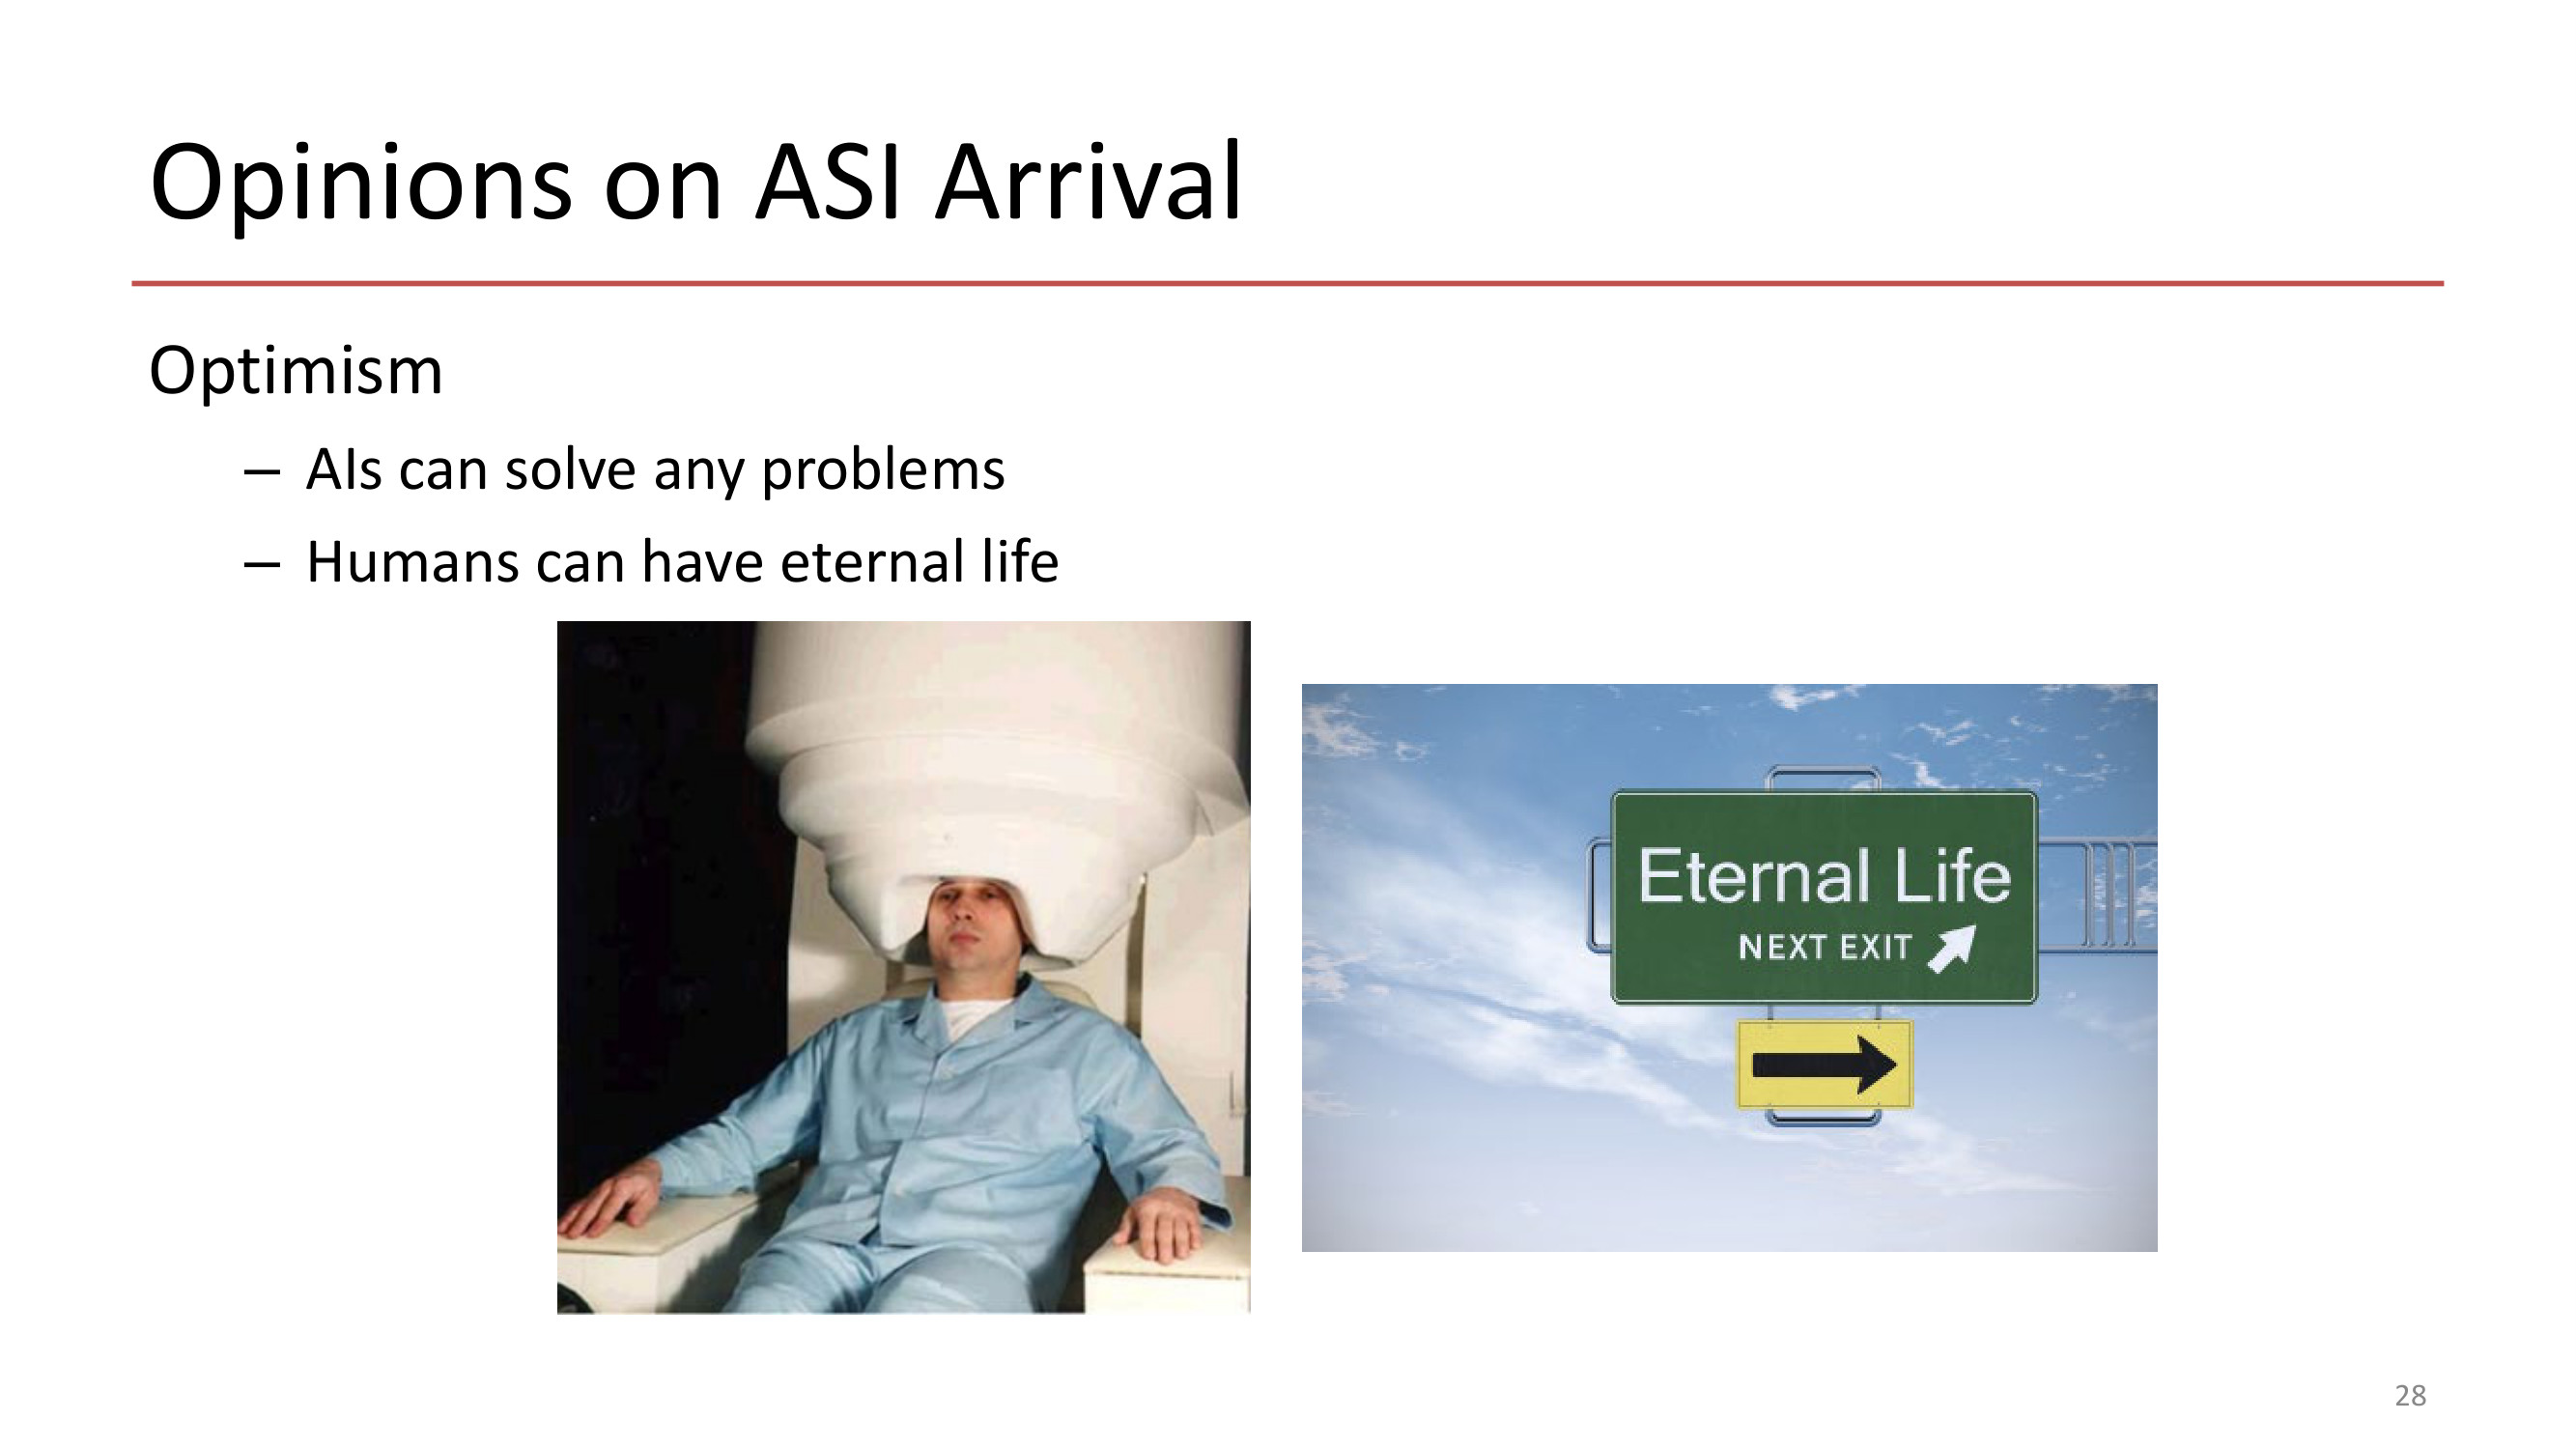 Opinions on ASI Arrival
Optimism
– AIs can solve any problems
– Humans can have eternal life
Eternal Life
NEXT EXIT
28